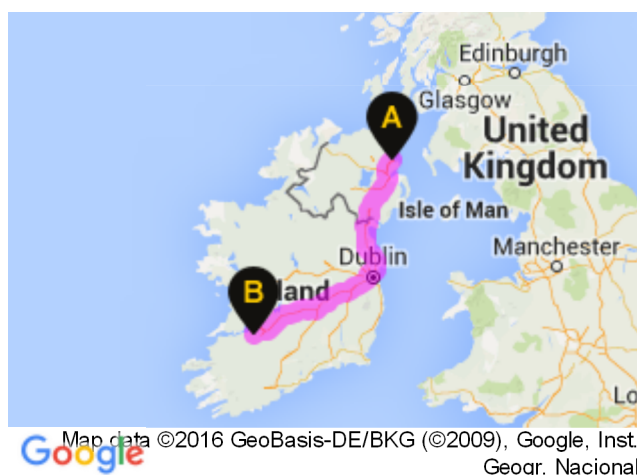 Edinburgh
Glasgow
A
United
Kingdom
Isle of Man
Manchester
Dublin
B
land
Lo
Google
Map data ©2016 GeoBasis-DE/BKG (©2009), Google, Inst.
Geogr. Nacional